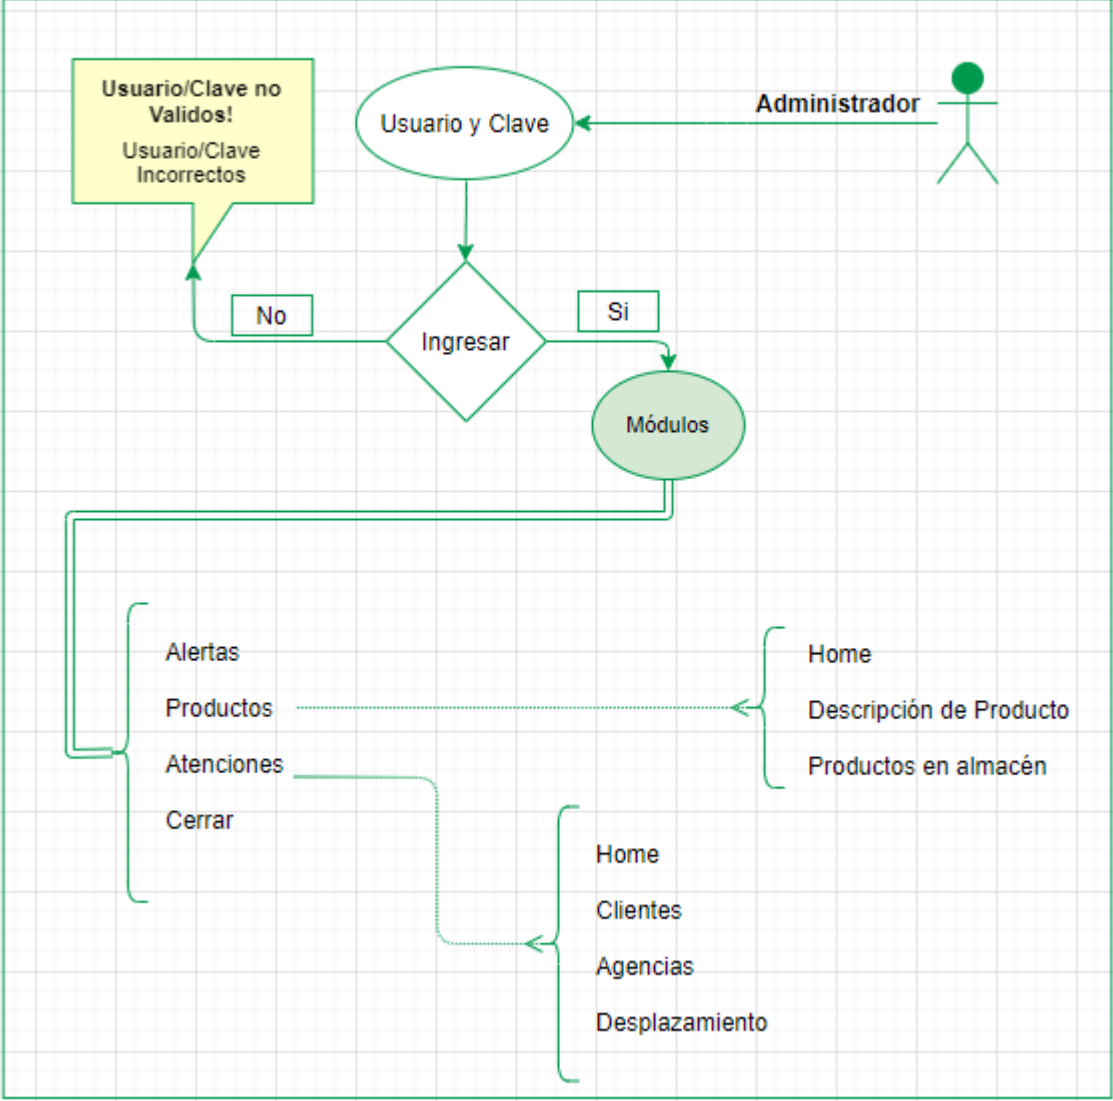 Usuario/Clave no
Validos!
Usuario/Clave
Incorrectos
Usuario y Clave
Administrador
No
Ingresar
Si
Módulos
Alertas
Productos
Atenciones
Cerrar
Home
Descripción de Producto
Productos en almacén
Home
Clientes
Agencias
Desplazamiento